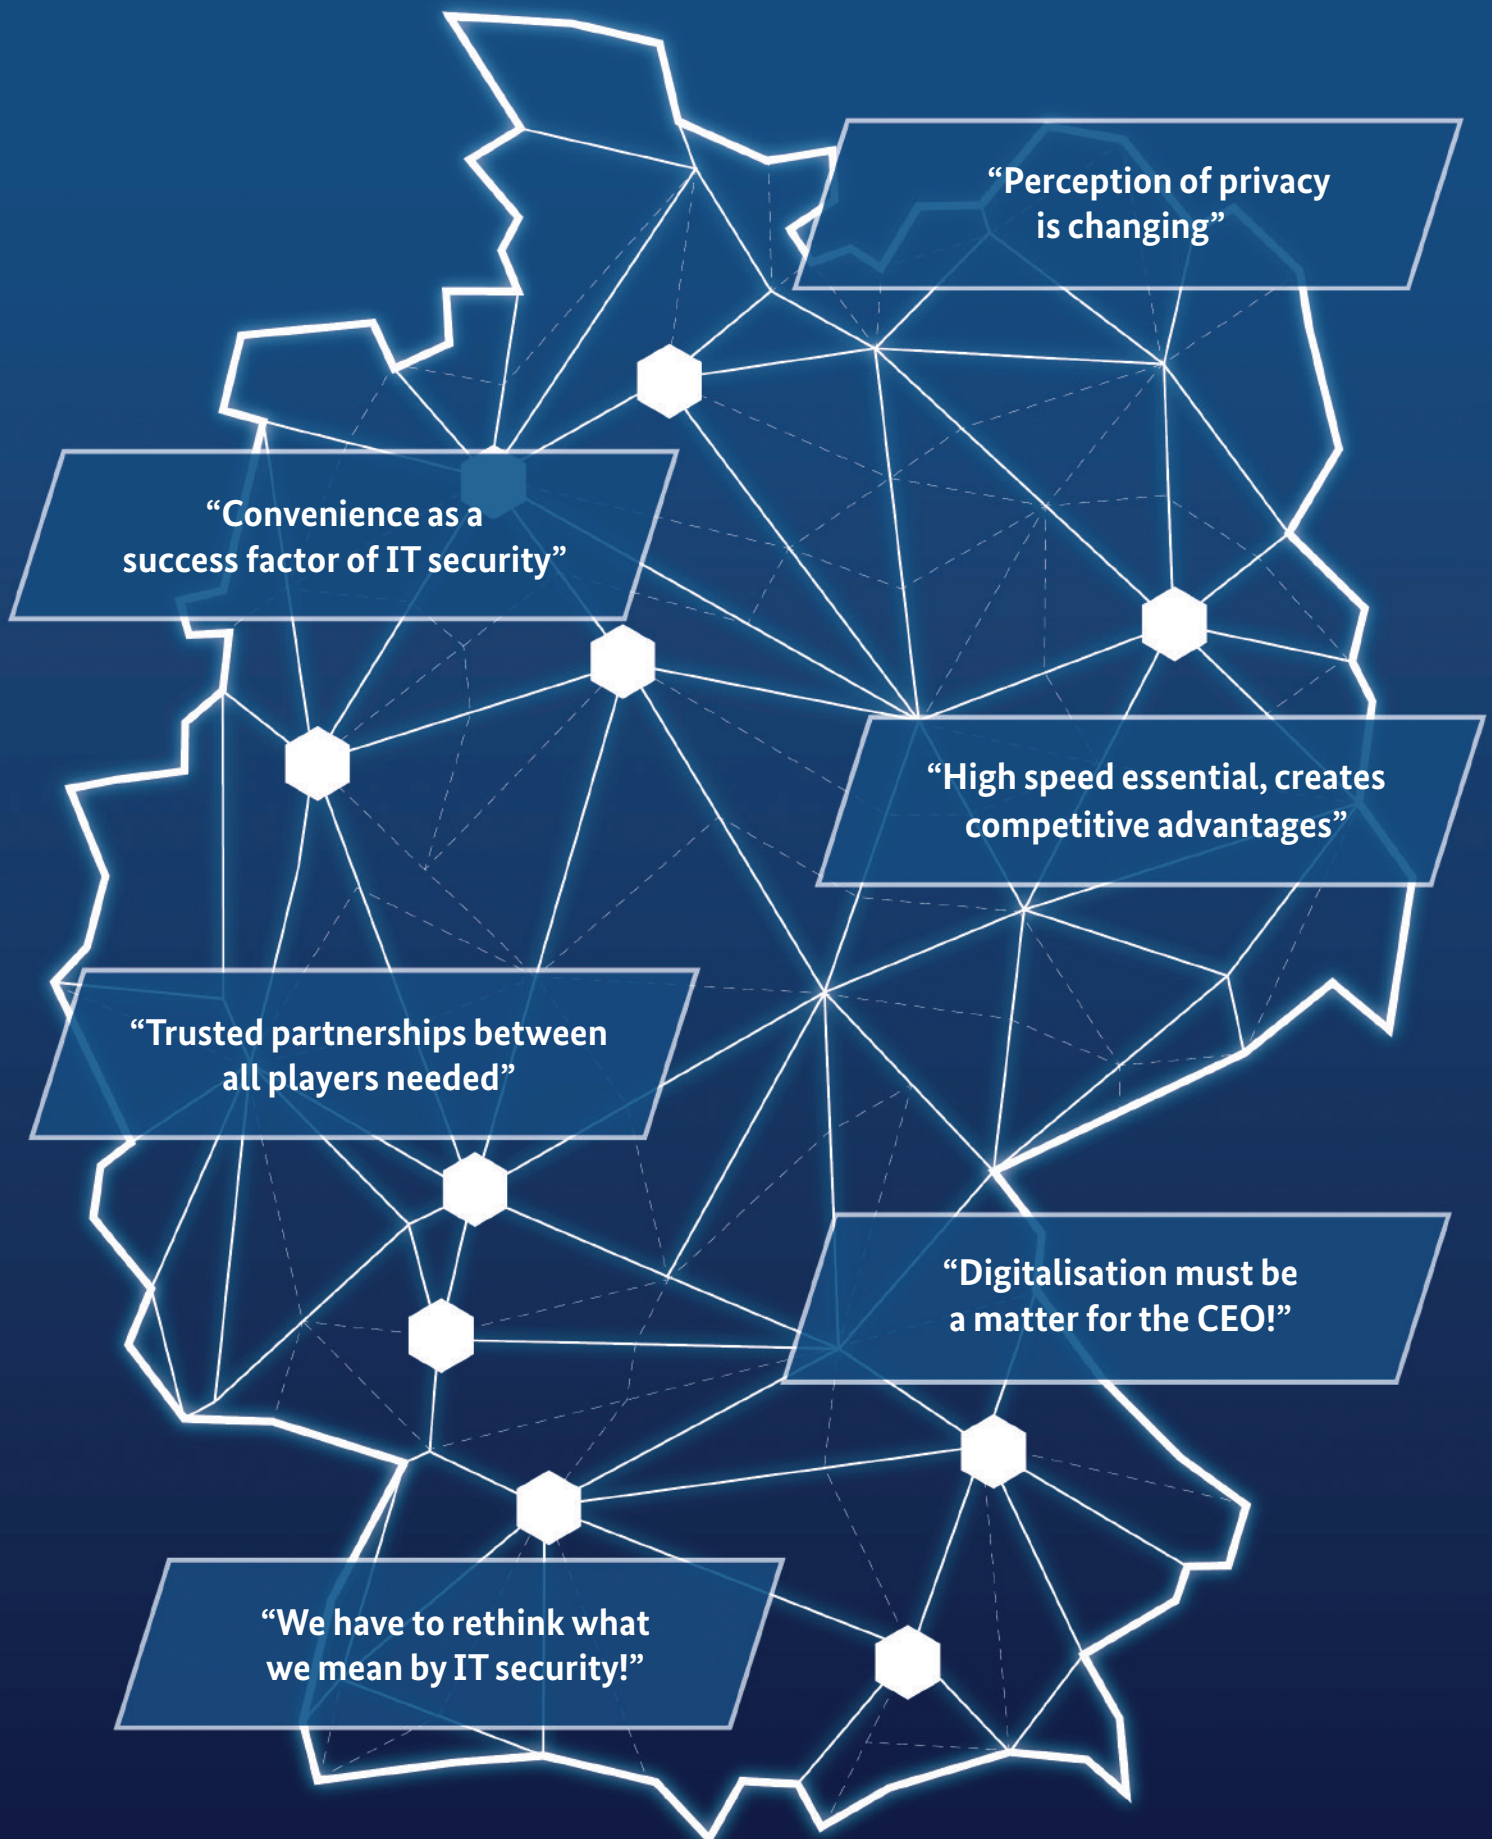 “Perception of privacy
is changing”
“Convenience as a
success factor of IT security”
“High speed essential, creates
competitive advantages”
“Trusted partnerships between
all players needed”
“Digitalisation must be
a matter for the CEO!”
“We have to rethink what
we mean by IT security!”